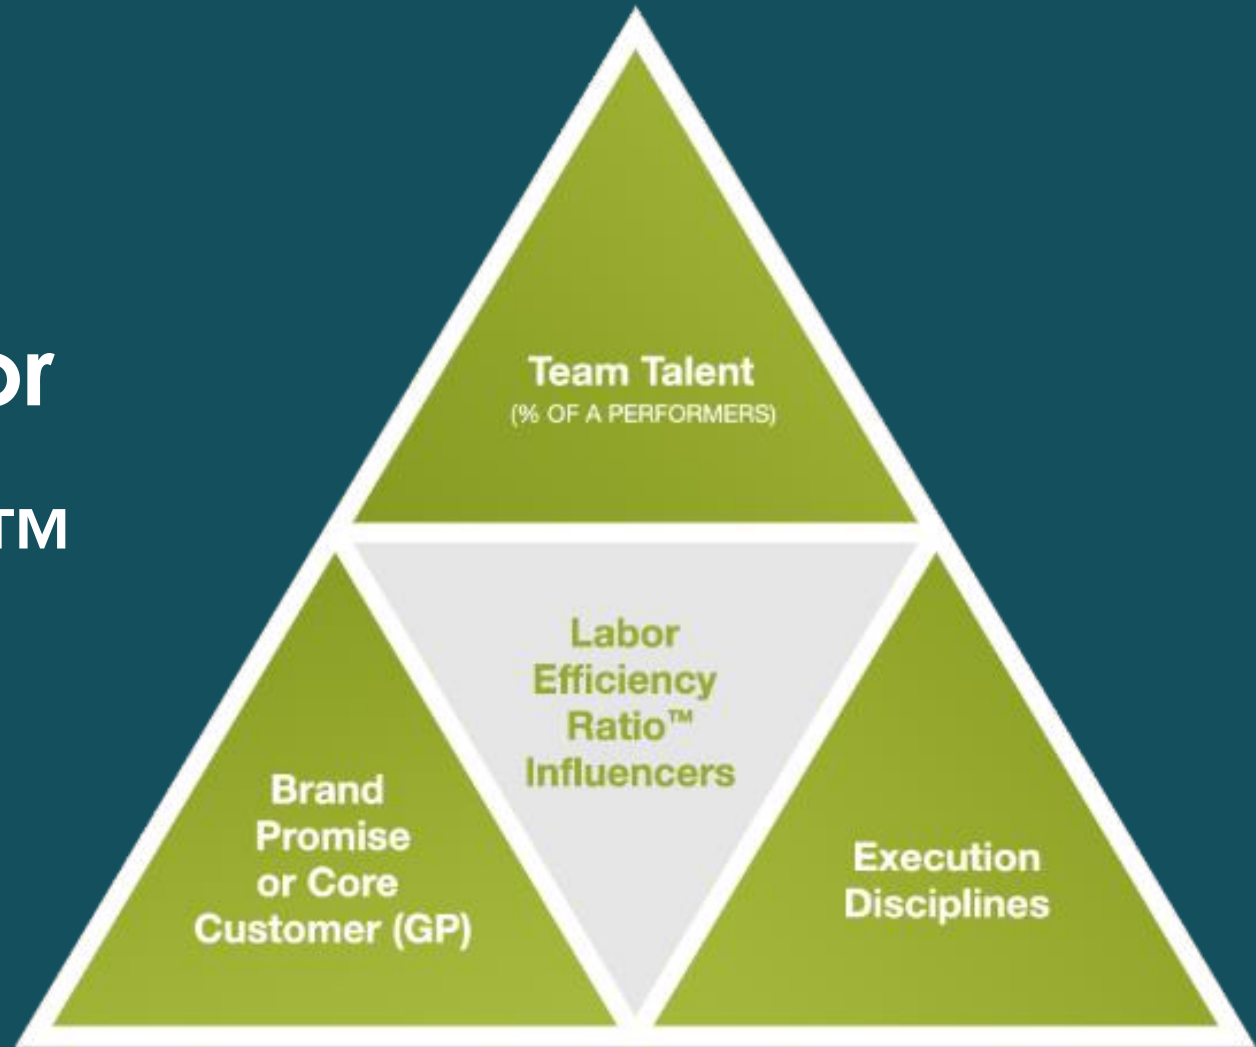 or
TM
Team Talent
(% OF A PERFORMERS)
Labor
Efficiency
Ratio™
Influencers
Brand
Promise
or Core
Customer (GP)
Execution
Disciplines